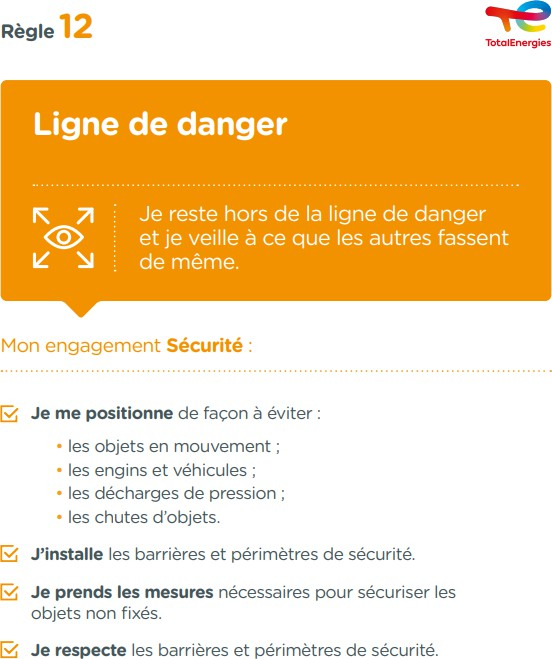 Règle 12
TotalEnergies
Ligne de danger
Je reste hors de la ligne de danger
et je veille à ce que les autres fassent
de même.
Mon engagement Sécurité :
Je me positionne de façon à éviter :
• les objets en mouvement ;
• les engins et véhicules ;
• les décharges de pression ;
• les chutes d’objets.
J’installe les barrières et périmètres de sécurité.
Je prends les mesures nécessaires pour sécuriser les
objets non fixés.
Je respecte les barrières et périmètres de sécurité.